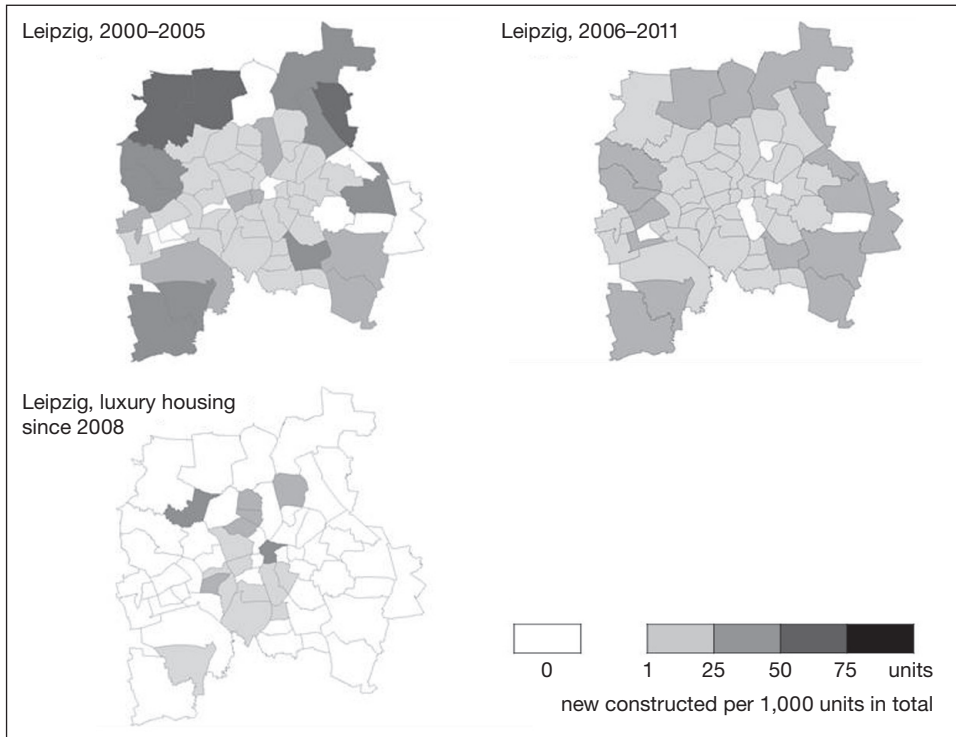 Leipzig, 2000–2005
Leipzig, 2006–2011
Leipzig, luxury housing
since 2008
0
1 25 50 75 units
new constructed per 1,000 units in total